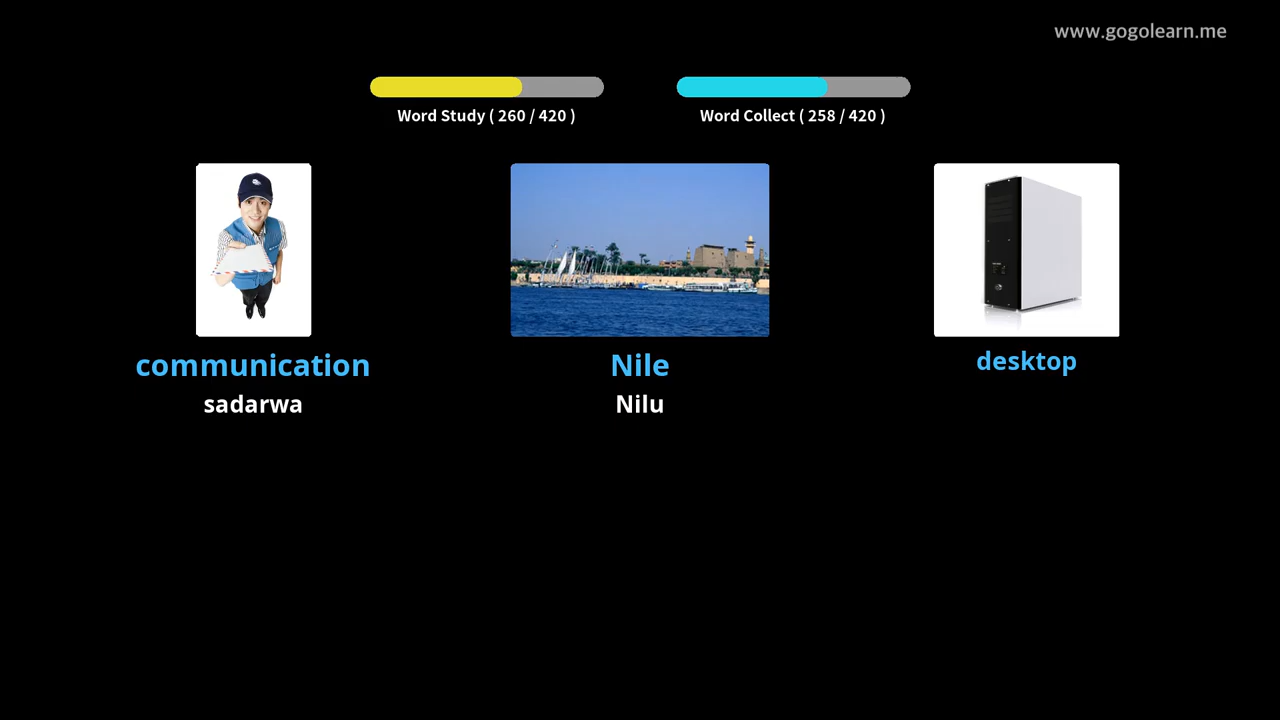 www.gogolearn.me
Word Study ( 260 / 420 )
Word Collect ( 258 / 420 )
communication
Nile
desktop
sadarwa
Nilu